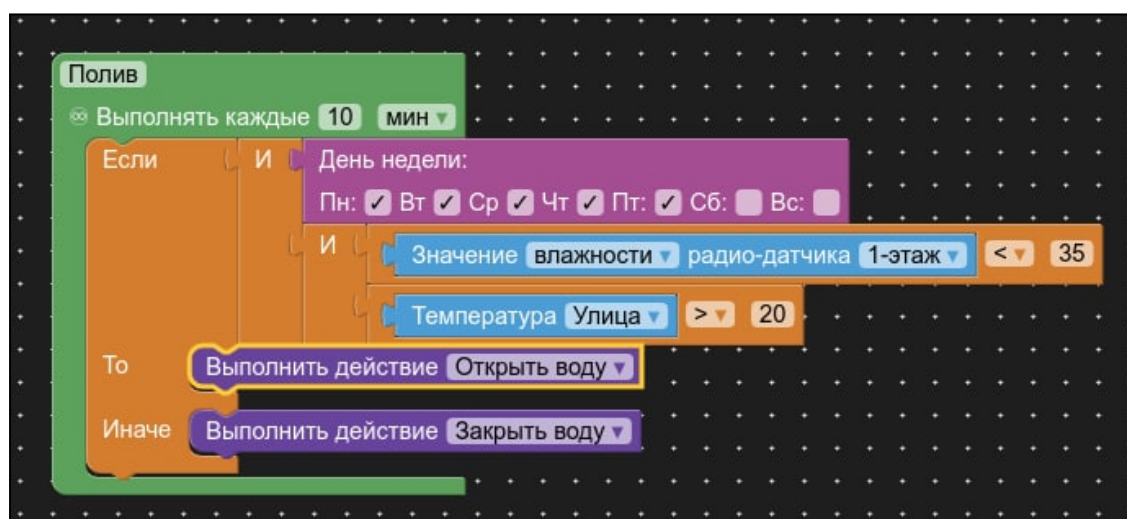 Полив
Выполнять каждые 10 мин
Если И День недели:
Пн: Вт Ср Чт Пт: Сб: Вс:
И Значение влажности радио-датчика 1-этаж < 35
Температура Улица > 20
То Выполнить действие Открыть воду
Иначе Выполнить действие Закрыть воду